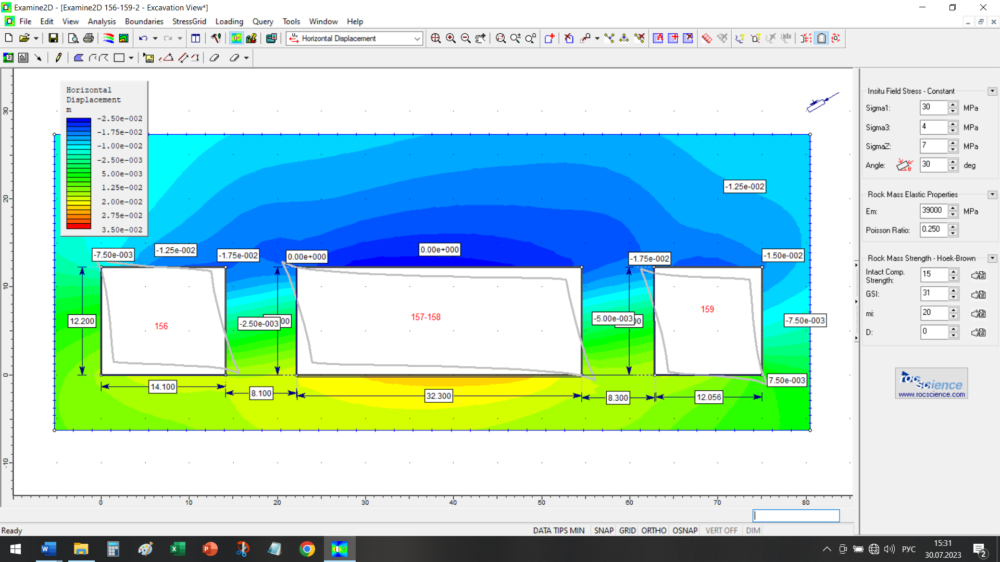 Examine2D - [Examine2D 156-159-2 - Excavation View*]
File Edit View Analysis Boundaries StressGrid Loading Query Tools Window Help
Horizontal Displacement
Horizontal
Displacement
m
-2.50e-002
-1.75e-002
-1.00e-002
-2.50e-003
5.00e-003
1.25e-002
2.00e-002
2.75e-002
3.50e-002
30
20
10
0
-10
-1.25e-002
-7.50e-003
-1.25e-002
-1.75e-002
0.00e+000
0.00e+000
-1.75e-002
-1.50e-002
12.200
156
-2.50e-003
00
157-158
-5.00e-003
00
159
-7.50e-003
7.50e-003
14.100
8.100
32.300
8.300
12.056
0 10 20 30 40 50 60 70 80
Insitu Field Stress - Constant
Sigma1: 30 MPa
Sigma3: 4 MPa
SigmaZ: 7 MPa
Angle: θ 30 deg
Rock Mass Elastic Properties
Em: 39000 MPa
Poisson Ratio: 0.250
Rock Mass Strength - Hoek-Brown
Intact Comp.
Strength: 15
GSI: 31
mi: 20
D: 0
rocscience
www.rocscience.com
Ready
DATA TIPS MIN SNAP GRID ORTHO OSNAP VERT OFF DIM
РУС
15:31
30.07.2023
2